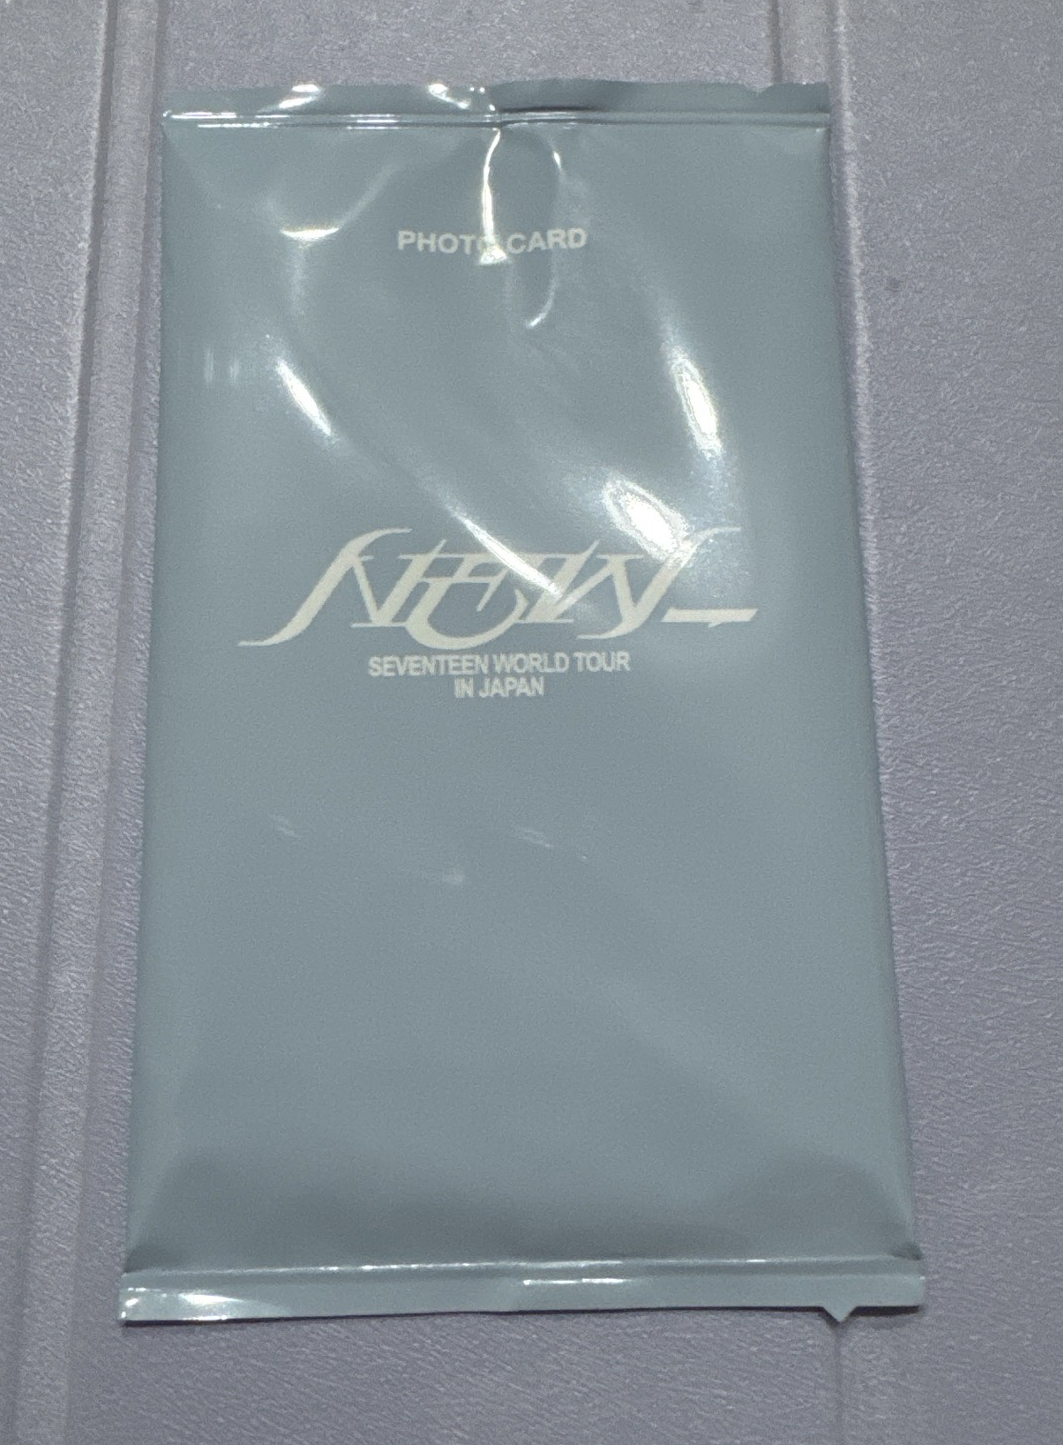 PHOTO CARD
NEW_
SEVENTEEN WORLD TOUR
IN JAPAN